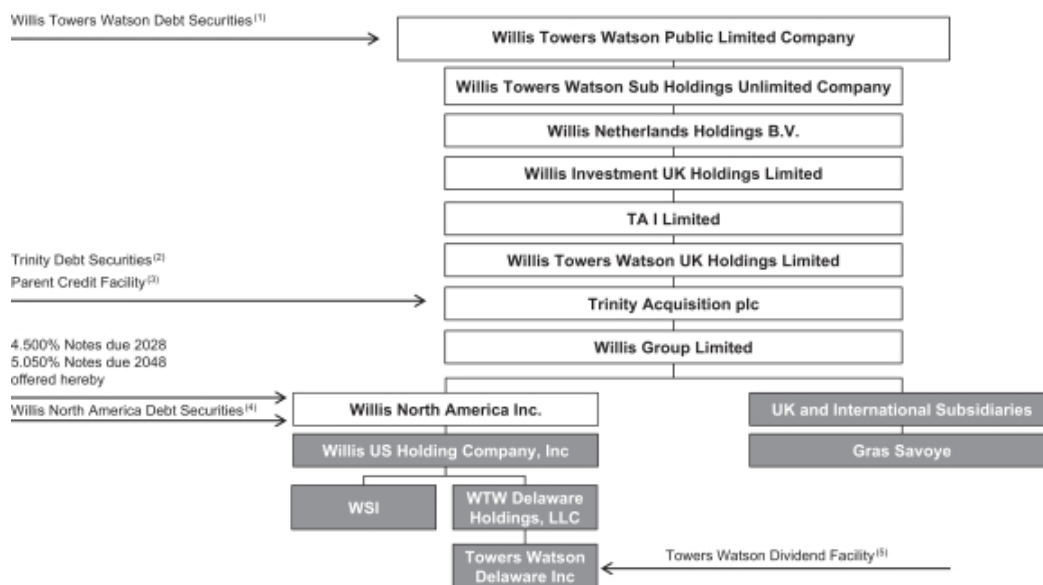 Willis Towers Watson Debt Securities(1)
Willis Towers Watson Public Limited Company
Willis Towers Watson Sub Holdings Unlimited Company
Willis Netherlands Holdings B.V.
Willis Investment UK Holdings Limited
TA I Limited
Trinity Debt Securities(2)
Willis Towers Watson UK Holdings Limited
Parent Credit Facility(3)
Trinity Acquisition plc
4.500% Notes due 2028
5.050% Notes due 2048
offered hereby
Willis Group Limited
Willis North America Debt Securities(4)
Willis North America Inc.
UK and International Subsidiaries
Willis US Holding Company, Inc
Gras Savoye
WSI
WTW Delaware
Holdings, LLC
Towers Watson
Delaware Inc
Towers Watson Dividend Facility(5)